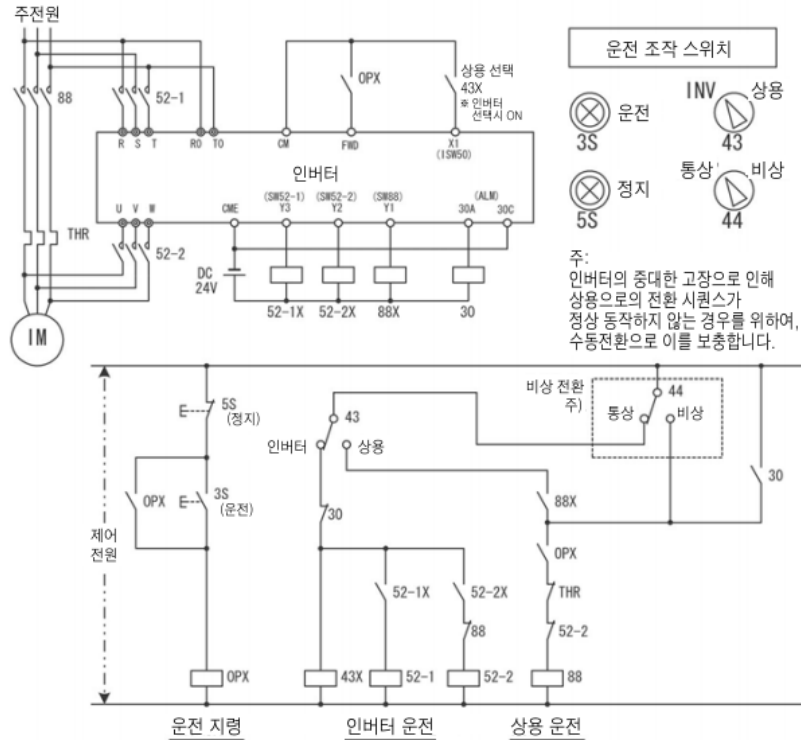 주전원
88
52-1
OPX
상용 선택
43X
※ 인버터
선택시 ON
R S T RO TO CM FWD X1
(ISW50)
인버터
U V W CME (SW52-1) (SW52-2) (SW88) (ALM)
Y3 Y2 Y1 30A 30C
THR
52-2
DC
24V
52-1X 52-2X 88X 30
IM
운전 조작 스위치
운전
3S
INV 상용
43
정지
5S
통상 비상
44
주:
인버터의 중대한 고장으로 인해
상용으로의 전환 시퀀스가
정상 동작하지 않는 경우를 위하여,
수동전환으로 이를 보충합니다.
제어
전원
5S
(정지)
OPX
3S
(운전)
OPX
43
인버터 상용
30
52-1X
52-2X
88
43X
52-1
52-2
비상 전환
주)
44
통상 비상
30
88X
OPX
THR
52-2
88
운전 지령 인버터 운전 상용 운전